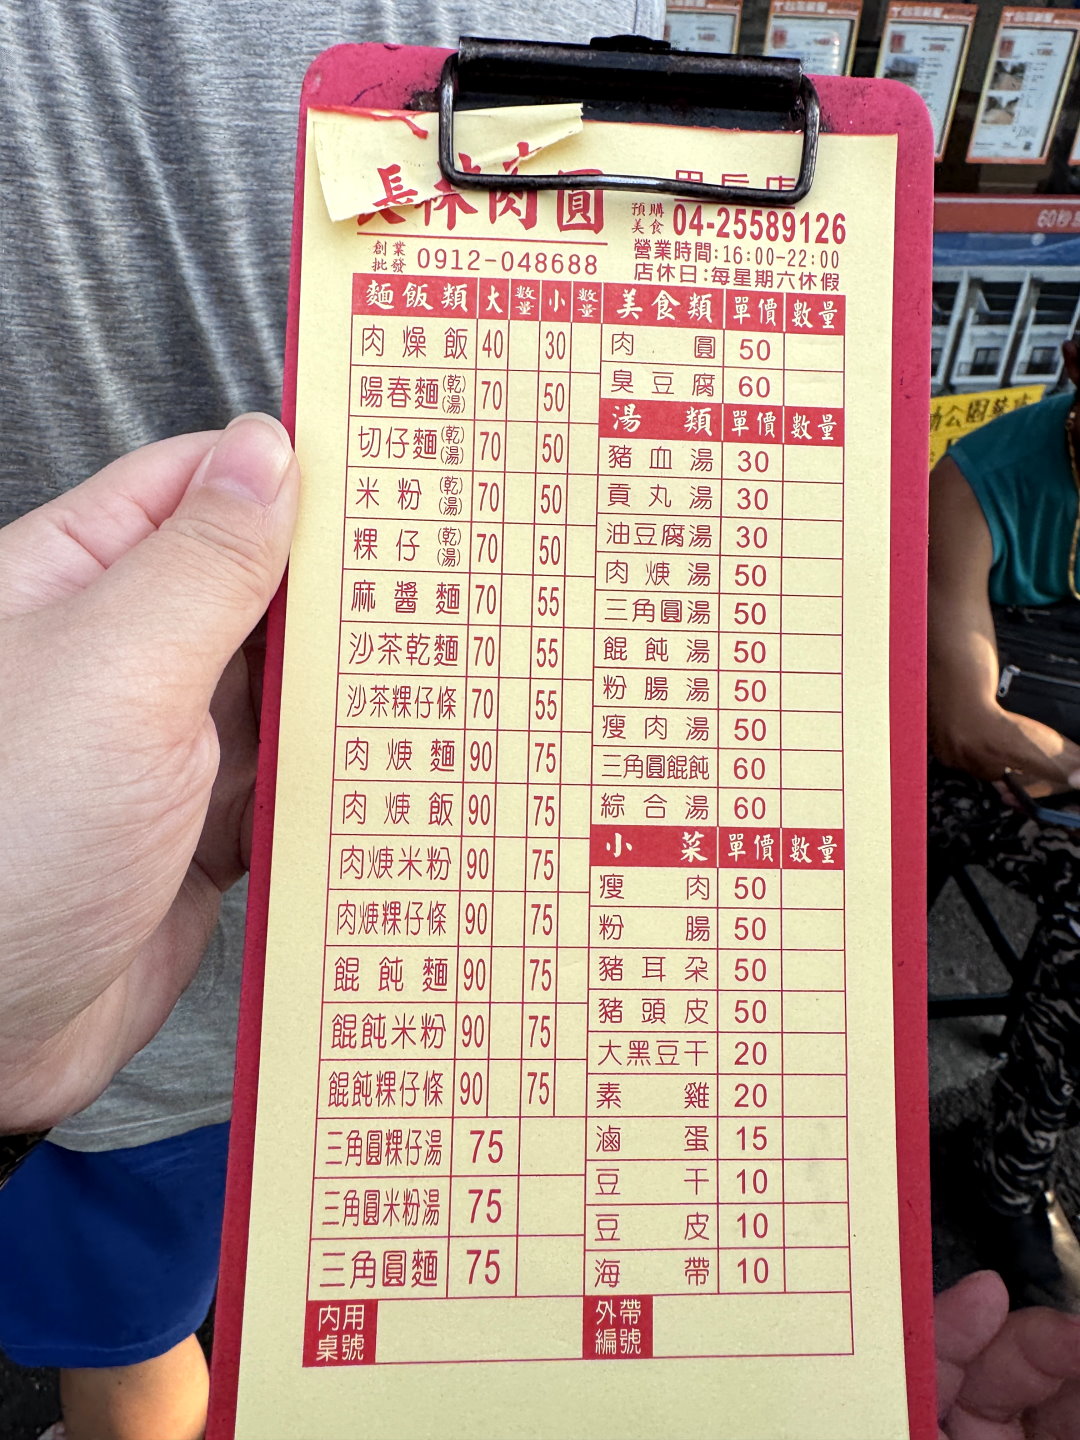 肉圓
預購美食 04-25589126
創業批發 0912-048688
營業時間:16:00-22:00
店休日:每星期六休假
麵飯類 大 數量 小 數量
肉燥飯 40 30
陽春麵(乾)(湯) 70 50
切仔麵(乾)(湯) 70 50
米粉(乾)(湯) 70 50
粿仔(乾)(湯) 70 50
麻醬麵 70 55
沙茶乾麵 70 55
沙茶粿仔條 70 55
肉焿麵 90 75
肉焿飯 90 75
肉焿米粉 90 75
肉焿粿仔條 90 75
餛飩麵 90 75
餛飩米粉 90 75
餛飩粿仔條 90 75
三角圓粿仔湯 75
三角圓米粉湯 75
三角圓麵 75
美食類 單價 數量
肉圓 50
臭豆腐 60
湯類 單價 數量
豬血湯 30
貢丸湯 30
油豆腐湯 30
肉焿湯 50
三角圓湯 50
餛飩湯 50
粉腸湯 50
瘦肉湯 50
三角圓餛飩 60
綜合湯 60
小菜 單價 數量
瘦肉 50
粉腸 50
豬耳朵 50
豬頭皮 50
大黑豆干 20
素雞 20
滷蛋 15
豆干 10
豆皮 10
海帶 10
內用桌號
外帶編號